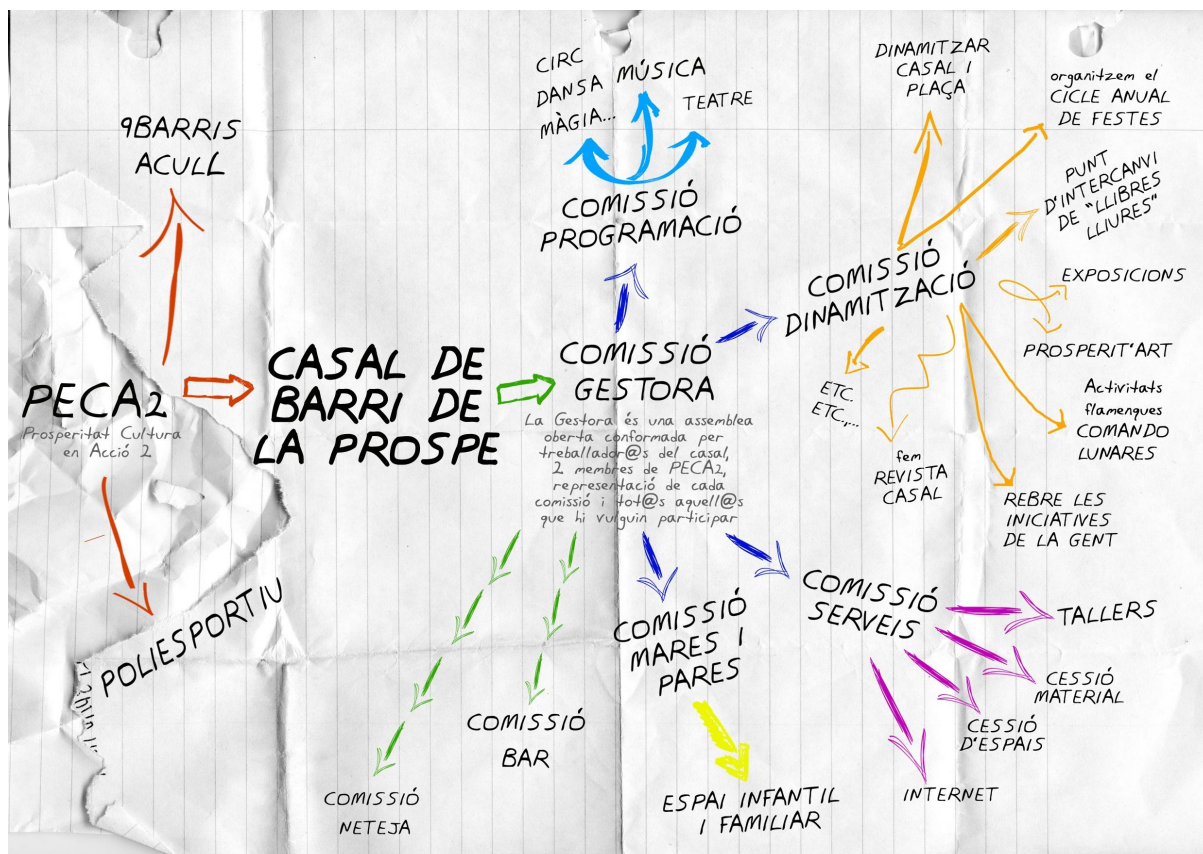 9BARRIS
ACULL
PECA2
Prosperitat Cultura
en Acció 2
POLIESPORTIU
CASAL DE
BARRI DE
LA PROSPE
COMISSIÓ
GESTORA
La Gestora és una assemblea
oberta conformada per
treballador@s del casal,
2 membres de PECA2,
representació de cada
comissió i tot@s aquell@s
que hi vulguin participar
CIRC
DANSA
MÀGIA...
MÚSICA
TEATRE
COMISSIÓ
PROGRAMACIÓ
COMISSIÓ
DINAMITZACIÓ
DINAMITZAR
CASAL I
PLAÇA
organitzem el
CICLE ANUAL
DE FESTES
PUNT
D'INTERCANVI
DE "LLIBRES
LLIURES"
EXPOSICIONS
PROSPERIT'ART
Activitats
flamengues
COMANDO
LUNARES
REBRE LES
INICIATIVES
DE LA GENT
fem
REVISTA
CASAL
ETC.
ETC....
COMISSIÓ
SERVEIS
TALLERS
CESSIÓ
MATERIAL
CESSIÓ
D'ESPAIS
INTERNET
COMISSIÓ
MARES I
PARES
ESPAI INFANTIL
I FAMILIAR
COMISSIÓ
BAR
COMISSIÓ
NETEJA